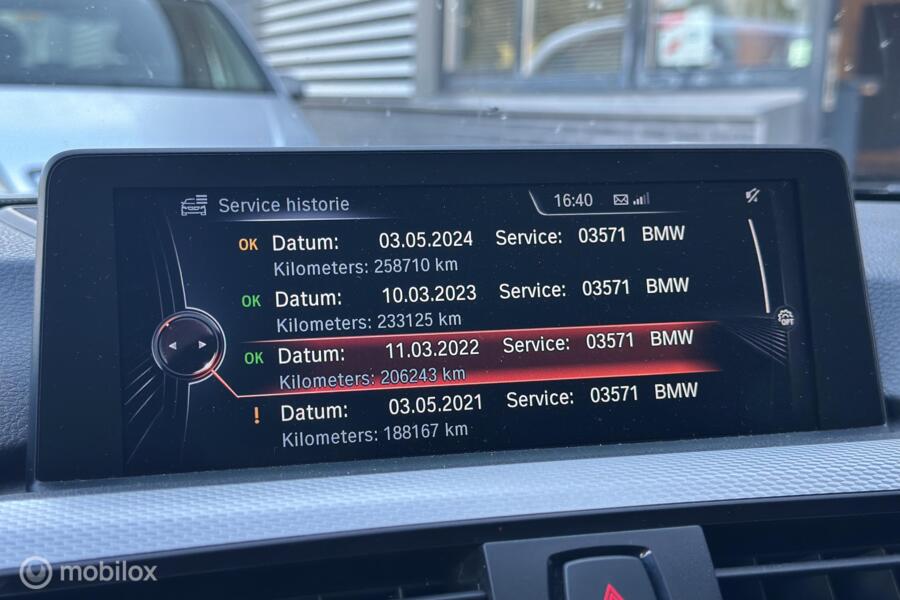 Service historie 16:40
OK Datum: 03.05.2024 Service: 03571 BMW
Kilometers: 258710 km
OK Datum: 10.03.2023 Service: 03571 BMW
Kilometers: 233125 km
OPT
OK Datum: 11.03.2022 Service: 03571 BMW
Kilometers: 206243 km
! Datum: 03.05.2021 Service: 03571 BMW
Kilometers: 188167 km
mobilox